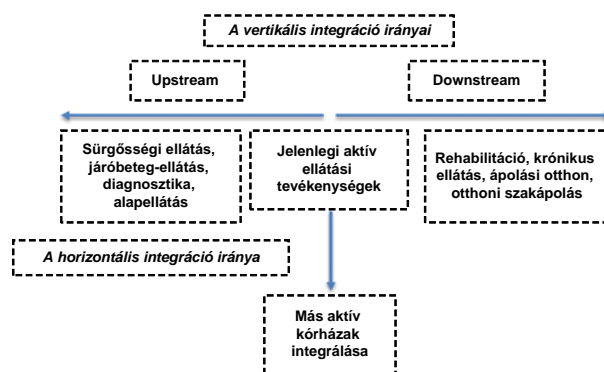 A vertikális integráció irányai
Upstream
Downstream
Sürgősségi ellátás,
járóbeteg-ellátás,
diagnosztika,
alapellátás
Jelenlegi aktív
ellátási
tevékenységek
Rehabilitáció, krónikus
ellátás, ápolási otthon,
otthoni szakápolás
A horizontális integráció iránya
Más aktív
kórházak
integrálása